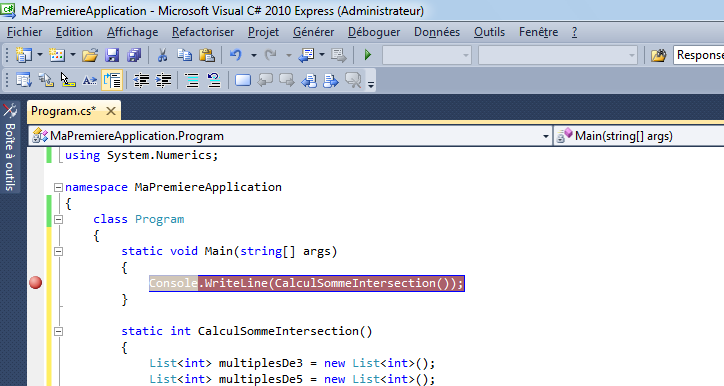 MaPremiereApplication - Microsoft Visual C# 2010 Express (Administrateur)
Fichier Edition Affichage Refactoriser Projet Générer Déboguer Données Outils Fenêtre ?
Response
A
Program.cs*
Boîte à outils
MaPremiereApplication.Program Main(string[] args)
using System.Numerics;
namespace MaPremiereApplication
{
class Program
{
static void Main(string[] args)
{
Console.WriteLine(CalculSommeIntersection());
}
static int CalculSommeIntersection()
{
List<int> multiplesDe3 = new List<int>();
List<int> multiplesDe5 = new List<int>();